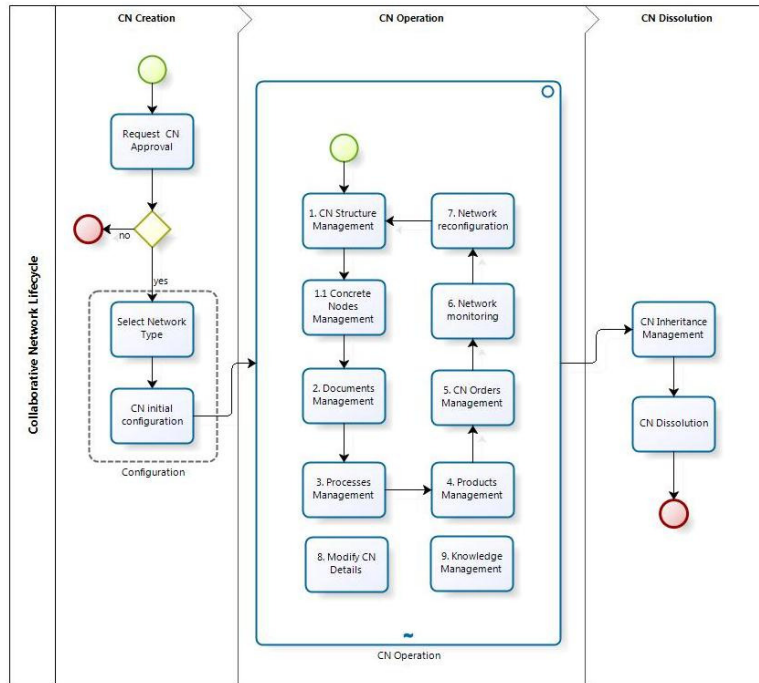 CN Creation
CN Operation
CN Dissolution
Collaborative Network Lifecycle
Request CN
Approval
no
yes
Select Network
Type
CN initial
configuration
Configuration
1. CN Structure
Management
1.1 Concrete
Nodes
Management
2. Documents
Management
3. Processes
Management
4. Products
Management
5. CN Orders
Management
6. Network
monitoring
7. Network
reconfiguration
8. Modify CN
Details
9. Knowledge
Management
CN Operation
CN Inheritance
Management
CN Dissolution